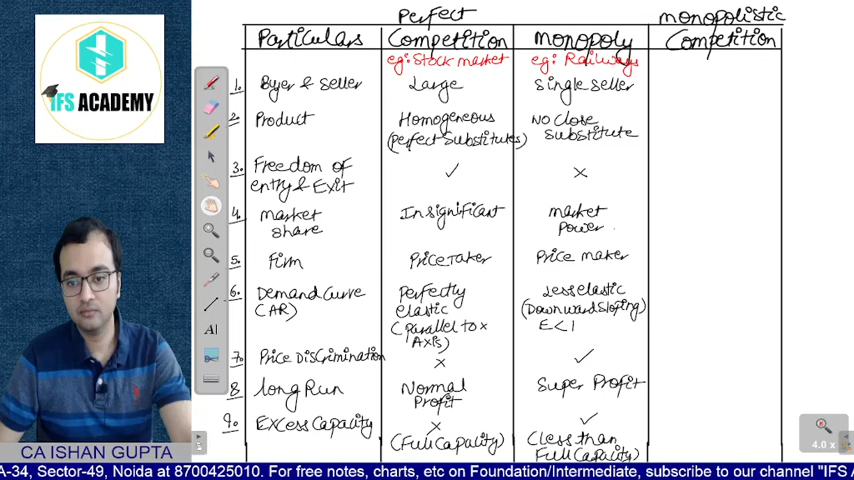 IFS ACADEMY
Particulars
Perfect
Competition
monopoly
monopolistic
Competition
eg: Stock market
eg: Railways
1. Byer & Seller
Large
Single seller
2. Product
Homogeneous
(Perfect Substitutes)
No close
substitute
3. Freedom of
entry & Exit
✓
×
4. market
share
Insignificant
market
power
5. Firm
Price Taker
Price maker
6. Demand Curve
(AR)
Perfectly
elastic
(parallel to x
Axis)
Less elastic
(Downward sloping)
E<1
7. Price Discrimination
×
✓
8. long Run
Normal
Profit
Super Profit
9. Excess Capacity
×
(Full Capacity)
✓
(less than
Full Capacity)
4.0 x
CA ISHAN GUPTA
A-34, Sector-49, Noida at 8700425010. For free notes, charts, etc on Foundation/Intermediate, subscribe to our channel "IFS A